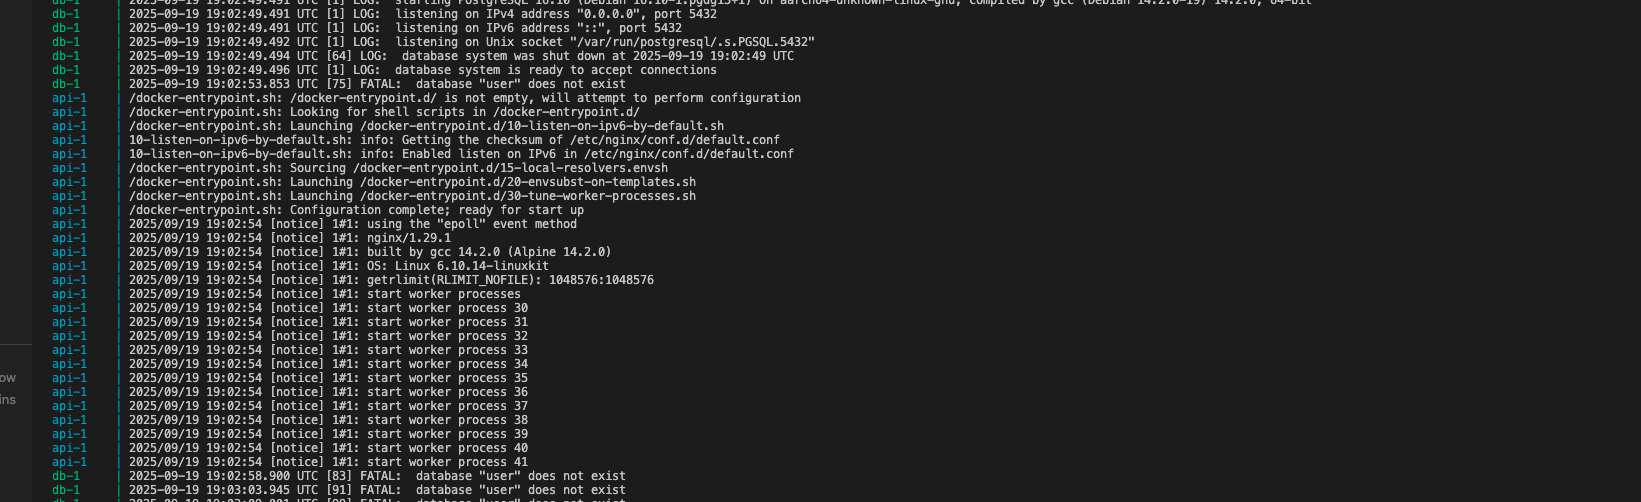 db-1 | 2025-09-19 19:02:49.491 UTC [1] LOG: starting PostgreSQL 16.10 (Debian 16.10-1.pgdg13+1) on aarch64-unknown-linux-gnu, compiled by gcc (Debian 14.2.0-19) 14.2.0, 64-bit
db-1 | 2025-09-19 19:02:49.491 UTC [1] LOG: listening on IPv4 address "0.0.0.0", port 5432
db-1 | 2025-09-19 19:02:49.491 UTC [1] LOG: listening on IPv6 address "::", port 5432
db-1 | 2025-09-19 19:02:49.492 UTC [1] LOG: listening on Unix socket "/var/run/postgresql/.s.PGSQL.5432"
db-1 | 2025-09-19 19:02:49.494 UTC [64] LOG: database system was shut down at 2025-09-19 19:02:49 UTC
db-1 | 2025-09-19 19:02:49.496 UTC [1] LOG: database system is ready to accept connections
db-1 | 2025-09-19 19:02:53.853 UTC [75] FATAL: database "user" does not exist
api-1 | /docker-entrypoint.sh: /docker-entrypoint.d/ is not empty, will attempt to perform configuration
api-1 | /docker-entrypoint.sh: Looking for shell scripts in /docker-entrypoint.d/
api-1 | /docker-entrypoint.sh: Launching /docker-entrypoint.d/10-listen-on-ipv6-by-default.sh
api-1 | 10-listen-on-ipv6-by-default.sh: info: Getting the checksum of /etc/nginx/conf.d/default.conf
api-1 | 10-listen-on-ipv6-by-default.sh: info: Enabled listen on IPv6 in /etc/nginx/conf.d/default.conf
api-1 | /docker-entrypoint.sh: Sourcing /docker-entrypoint.d/15-local-resolvers.envsh
api-1 | /docker-entrypoint.sh: Launching /docker-entrypoint.d/20-envsubst-on-templates.sh
api-1 | /docker-entrypoint.sh: Launching /docker-entrypoint.d/30-tune-worker-processes.sh
api-1 | /docker-entrypoint.sh: Configuration complete; ready for start up
api-1 | 2025/09/19 19:02:54 [notice] 1#1: using the "epoll" event method
api-1 | 2025/09/19 19:02:54 [notice] 1#1: nginx/1.29.1
api-1 | 2025/09/19 19:02:54 [notice] 1#1: built by gcc 14.2.0 (Alpine 14.2.0)
api-1 | 2025/09/19 19:02:54 [notice] 1#1: OS: Linux 6.10.14-linuxkit
api-1 | 2025/09/19 19:02:54 [notice] 1#1: getrlimit(RLIMIT_NOFILE): 1048576:1048576
api-1 | 2025/09/19 19:02:54 [notice] 1#1: start worker processes
api-1 | 2025/09/19 19:02:54 [notice] 1#1: start worker process 30
api-1 | 2025/09/19 19:02:54 [notice] 1#1: start worker process 31
api-1 | 2025/09/19 19:02:54 [notice] 1#1: start worker process 32
api-1 | 2025/09/19 19:02:54 [notice] 1#1: start worker process 33
api-1 | 2025/09/19 19:02:54 [notice] 1#1: start worker process 34
ow
api-1 | 2025/09/19 19:02:54 [notice] 1#1: start worker process 35
api-1 | 2025/09/19 19:02:54 [notice] 1#1: start worker process 36
ins
api-1 | 2025/09/19 19:02:54 [notice] 1#1: start worker process 37
api-1 | 2025/09/19 19:02:54 [notice] 1#1: start worker process 38
api-1 | 2025/09/19 19:02:54 [notice] 1#1: start worker process 39
api-1 | 2025/09/19 19:02:54 [notice] 1#1: start worker process 40
api-1 | 2025/09/19 19:02:54 [notice] 1#1: start worker process 41
db-1 | 2025-09-19 19:02:58.900 UTC [83] FATAL: database "user" does not exist
db-1 | 2025-09-19 19:03:03.945 UTC [91] FATAL: database "user" does not exist